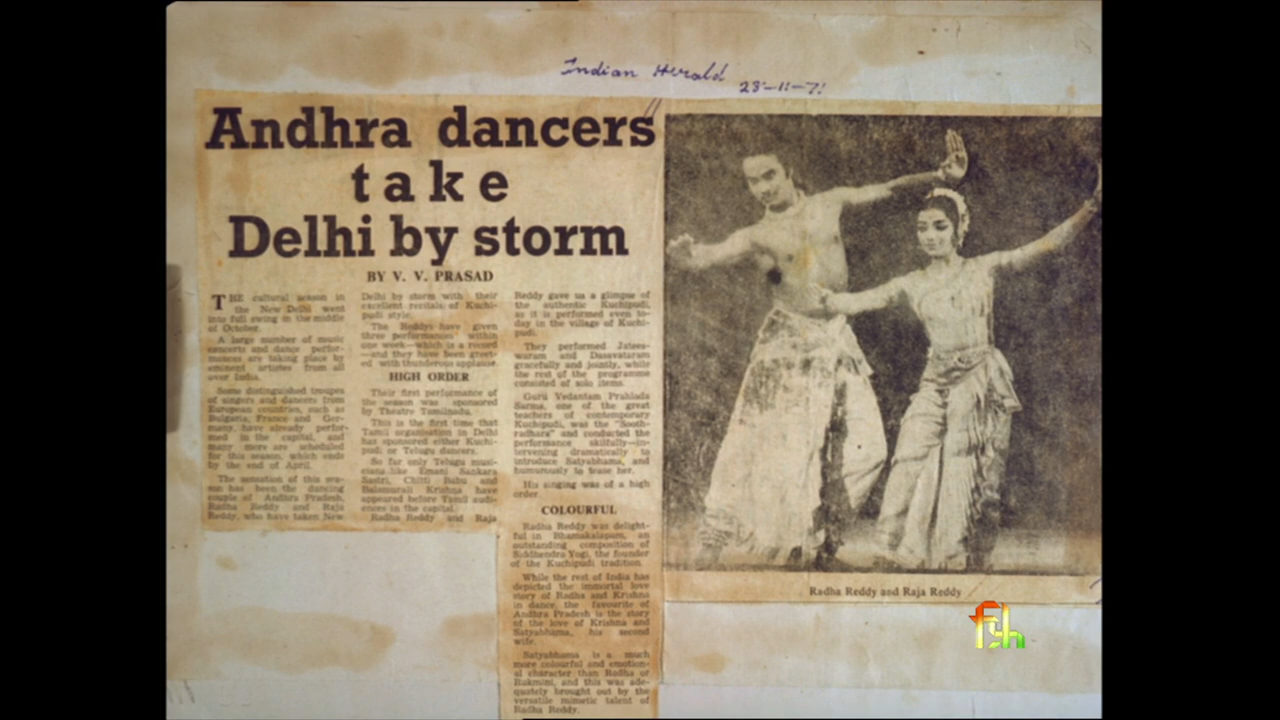 Indian Herald
28-11-71
Andhra dancers
take
Delhi by storm
BY V. V. PRASAD
THE cultural season in
the New Delhi went
into full swing in the middle
of October.
A large number of music
concerts and dance perfor-
mances are taking place by
eminent artistes from all
over India.
Some distinguished troupes
of singers and dancers from
European countries, such as
Bulgaria, France and Ger-
many, have already perfor-
med in the capital, and
many more are scheduled
for this season, which ends
by the end of April.
The sensation of this sea-
son has been the dancing
couple of Andhra Pradesh,
Radha Reddy and Raja
Reddy, who have taken New
Delhi by storm with their
excellent recitals of Kuchi-
pudi style.
The Reddys have given
three performances within
one week—which is a record
—and they have been greet-
ed with thunderous applause.
HIGH ORDER
Their first performance of
the season was sponsored
by Theatre Tamilnadu.
This is the first time that
Tamil organisation in Delhi
has sponsored either Kuchi-
pudi or Telugu dancers.
So far only Telugu musi-
cians like Emani Sankara
Sastri, Chitti Babu and
Balamurali Krishna have
appeared before Tamil audi-
ences in the capital.
Radha Reddy and Raja
Reddy gave us a glimpse of
the authentic Kuchipudi,
as it is performed even to-
day in the village of Kuchi-
pudi.
They performed Jatees-
waram and Dasavataram
gracefully and jointly, while
the rest of the programme
consisted of solo items.
Guru Vedantam Prahlada
Sarma, one of the great
teachers of contemporary
Kuchipudi, was the "Sooth-
radhara" and conducted the
performance skilfully—in-
tervening dramatically to
introduce Satyabhama, and
humorously to tease her.
His singing was of a high
order.
COLOURFUL
Radha Reddy was delight-
ful in Bhamakalapam, an
outstanding composition of
Siddhendra Yogi, the founder
of the Kuchipudi tradition.
While the rest of India has
depicted the immortal love
story of Radha and Krishna
in dance, the favourite of
Andhra Pradesh is the story
of the love of Krishna and
Satyabhama, his second
wife.
Satyabhama is a much
more colourful and emotion-
al character than Radha or
Rukmini, and this was ade-
quately brought out by the
versatile mimetic talent of
Radha Reddy.
Radha Reddy and Raja Reddy